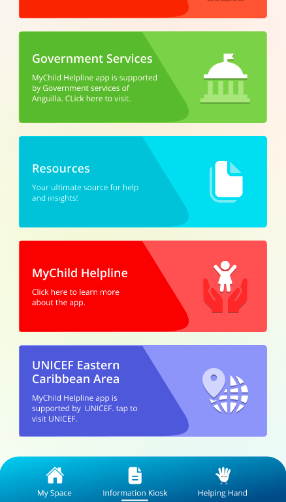 Government Services
MyChild Helpline app is supported
by Government services of
Anguilla. CLick here to visit.
Resources
Your ultimate source for help
and insights!
MyChild Helpline
Click here to learn more
about the app.
UNICEF Eastern
Caribbean Area
MyChild Helpline app is
supported by UNICEF, tap to
visit UNICEF.
My Space
Information Kiosk
Helping Hand